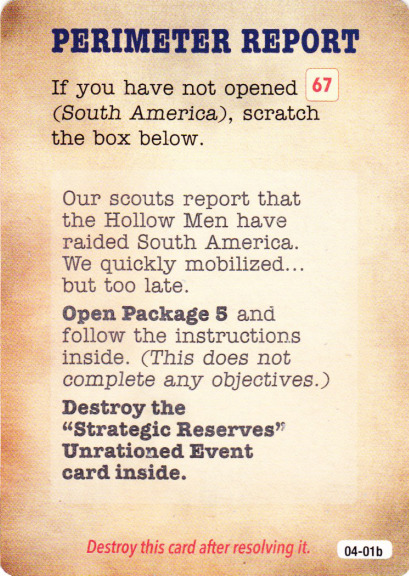 PERIMETER REPORT
If you have not opened 67
(South America), scratch
the box below.
Our scouts report that
the Hollow Men have
raided South America.
We quickly mobilized...
but too late.
Open Package 5 and
follow the instructions
inside. (This does not
complete any objectives.)
Destroy the
“Strategic Reserves”
Unrationed Event
card inside.
Destroy this card after resolving it.
04-01b